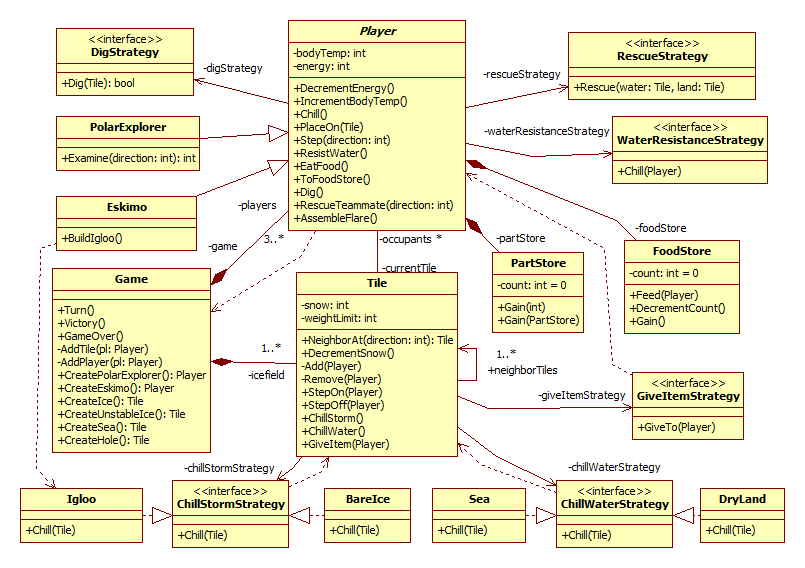 Player
-bodyTemp: int
-energy: int
+DecrementEnergy()
+IncrementBodyTemp()
+Chill()
+PlaceOn(Tile)
+Step(direction: int)
+ResistWater()
+EatFood()
+ToFoodStore()
+Dig()
+RescueTeammate(direction: int)
+AssembleFlare()
<<interface>>
DigStrategy
+Dig(Tile): bool
-digStrategy
<<interface>>
RescueStrategy
+Rescue(water: Tile, land: Tile)
-rescueStrategy
PolarExplorer
+Examine(direction: int): int
<<interface>>
WaterResistanceStrategy
+Chill(Player)
-waterResistanceStrategy
Eskimo
+BuildIgloo()
-players
3..*
-game
-occupants *
-currentTile
-partStore
-foodStore
PartStore
-count: int = 0
+Gain(int)
+Gain(PartStore)
FoodStore
-count: int = 0
+Feed(Player)
+DecrementCount()
+Gain()
Game
+Turn()
+Victory()
+GameOver()
-AddTile(pl: Player)
-AddPlayer(pl: Player)
+CreatePolarExplorer(): Player
+CreateEskimo(): Player
+CreateIce(): Tile
+CreateUnstableIce(): Tile
+CreateSea(): Tile
+CreateHole(): Tile
1..*
-icefield
Tile
-snow: int
-weightLimit: int
+NeighborAt(direction: int): Tile
+DecrementSnow()
-Add(Player)
-Remove(Player)
+StepOn(Player)
+StepOff(Player)
+ChillStorm()
+ChillWater()
+GiveItem(Player)
1..*
+neighborTiles
-giveItemStrategy
<<interface>>
GiveItemStrategy
+GiveTo(Player)
-chillStormStrategy
-chillWaterStrategy
Igloo
+Chill(Tile)
<<interface>>
ChillStormStrategy
+Chill(Tile)
BareIce
+Chill(Tile)
Sea
+Chill(Tile)
<<interface>>
ChillWaterStrategy
+Chill(Tile)
DryLand
+Chill(Tile)